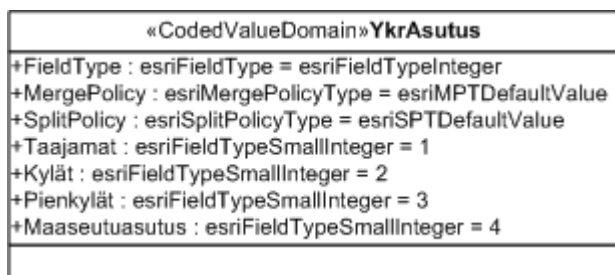 «CodedValueDomain»YkrAsutus
+FieldType : esriFieldType = esriFieldTypeInteger
+MergePolicy : esriMergePolicyType = esriMPTDefaultValue
+SplitPolicy : esriSplitPolicyType = esriSPTDefaultValue
+Taajamat : esriFieldTypeSmallInteger = 1
+Kylät : esriFieldTypeSmallInteger = 2
+Pienkylät : esriFieldTypeSmallInteger = 3
+Maaseutuasutus : esriFieldTypeSmallInteger = 4